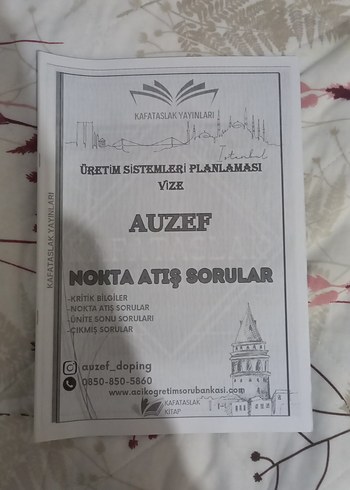 KAFATASLAK YAYINLARI
İstanbul
ÜRETİM SİSTEMLERİ PLANLAMASI
VİZE
AUZEF
NOKTA ATIŞ SORULAR
-KRİTİK BİLGİLER
-NOKTA ATIŞ SORULAR
-ÜNİTE SONU SORULARI
-ÇIKMIŞ SORULAR
KAFATASLAK YAYINLARI
auzef_doping
0850-850-5860
www.acikogretimsorubankasi.com
KAFATASLAK
KİTAP